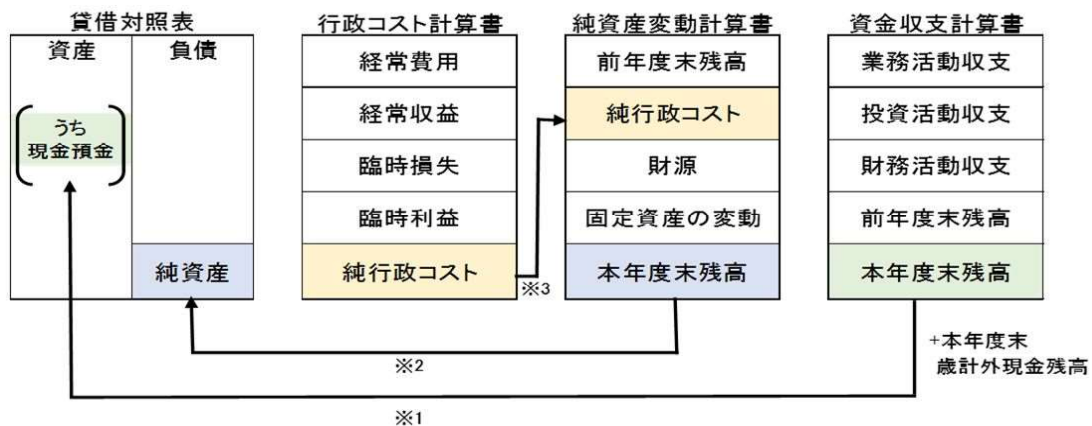 貸借対照表
資産
負債
うち
現金預金
純資産
行政コスト計算書
経常費用
経常収益
臨時損失
臨時利益
純行政コスト
※3
純資産変動計算書
前年度末残高
純行政コスト
財源
固定資産の変動
本年度末残高
資金収支計算書
業務活動収支
投資活動収支
財務活動収支
前年度末残高
本年度末残高
+本年度末
歳計外現金残高
※2
※1